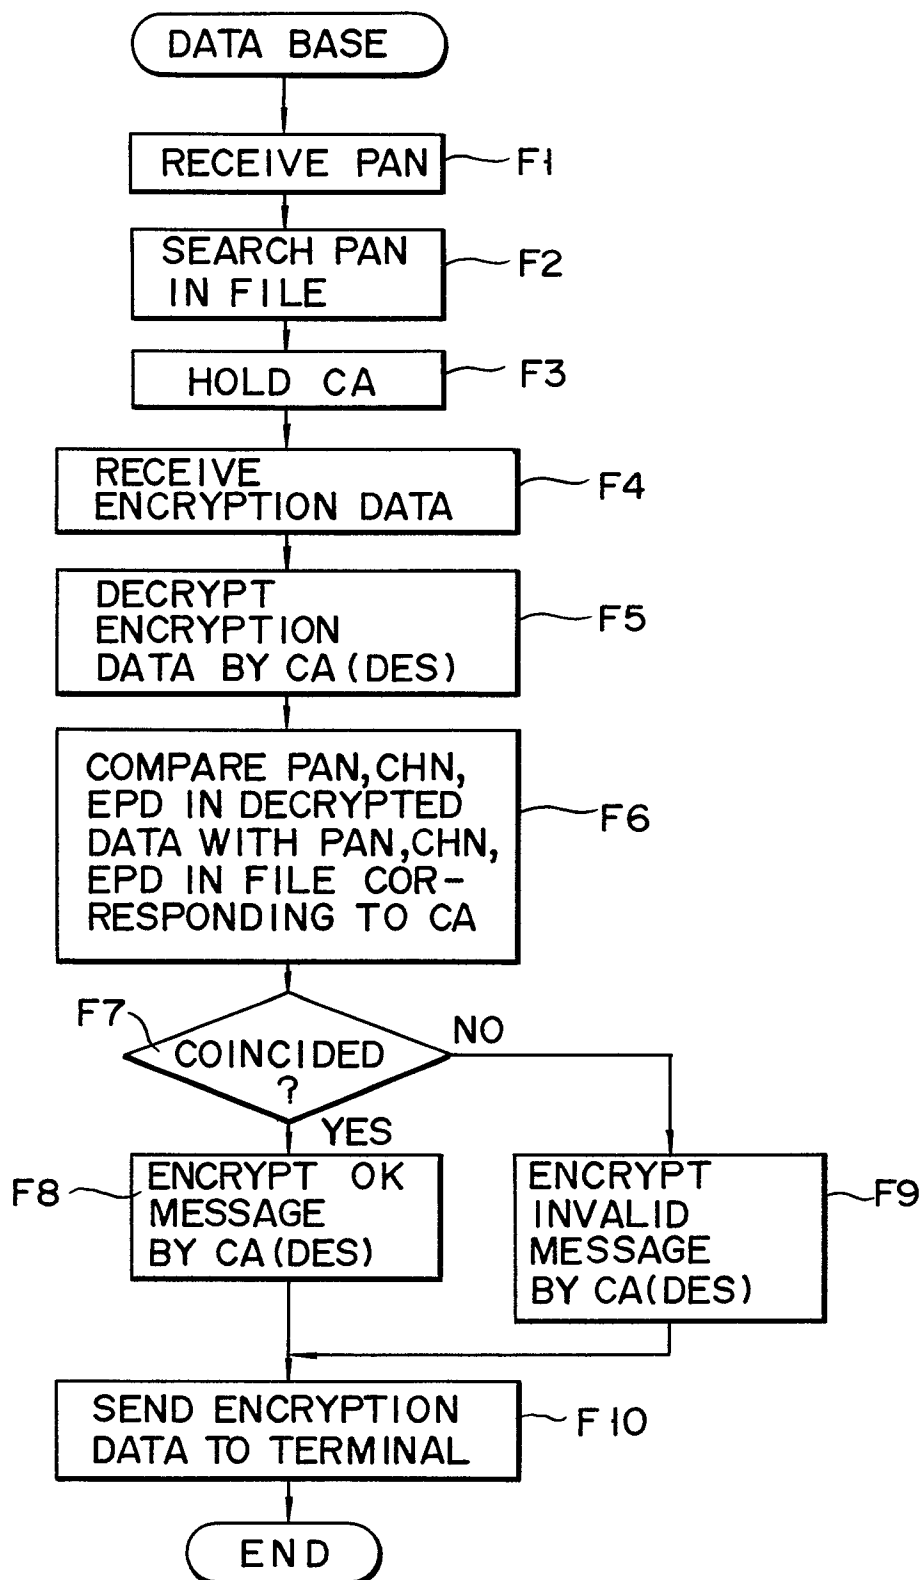 DATA BASE
RECEIVE PAN
F1
SEARCH PAN
IN FILE
F2
HOLD CA
F3
RECEIVE
ENCRYPTION DATA
F4
DECRYPT
ENCRYPTION
DATA BY CA (DES)
F5
COMPARE PAN, CHN,
EPD IN DECRYPTED
DATA WITH PAN, CHN,
EPD IN FILE COR-
RESPONDING TO CA
F6
F7
COINCIDED
?
NO
YES
F8
ENCRYPT OK
MESSAGE
BY CA (DES)
ENCRYPT
INVALID
MESSAGE
BY CA (DES)
F9
SEND ENCRYPTION
DATA TO TERMINAL
F10
END